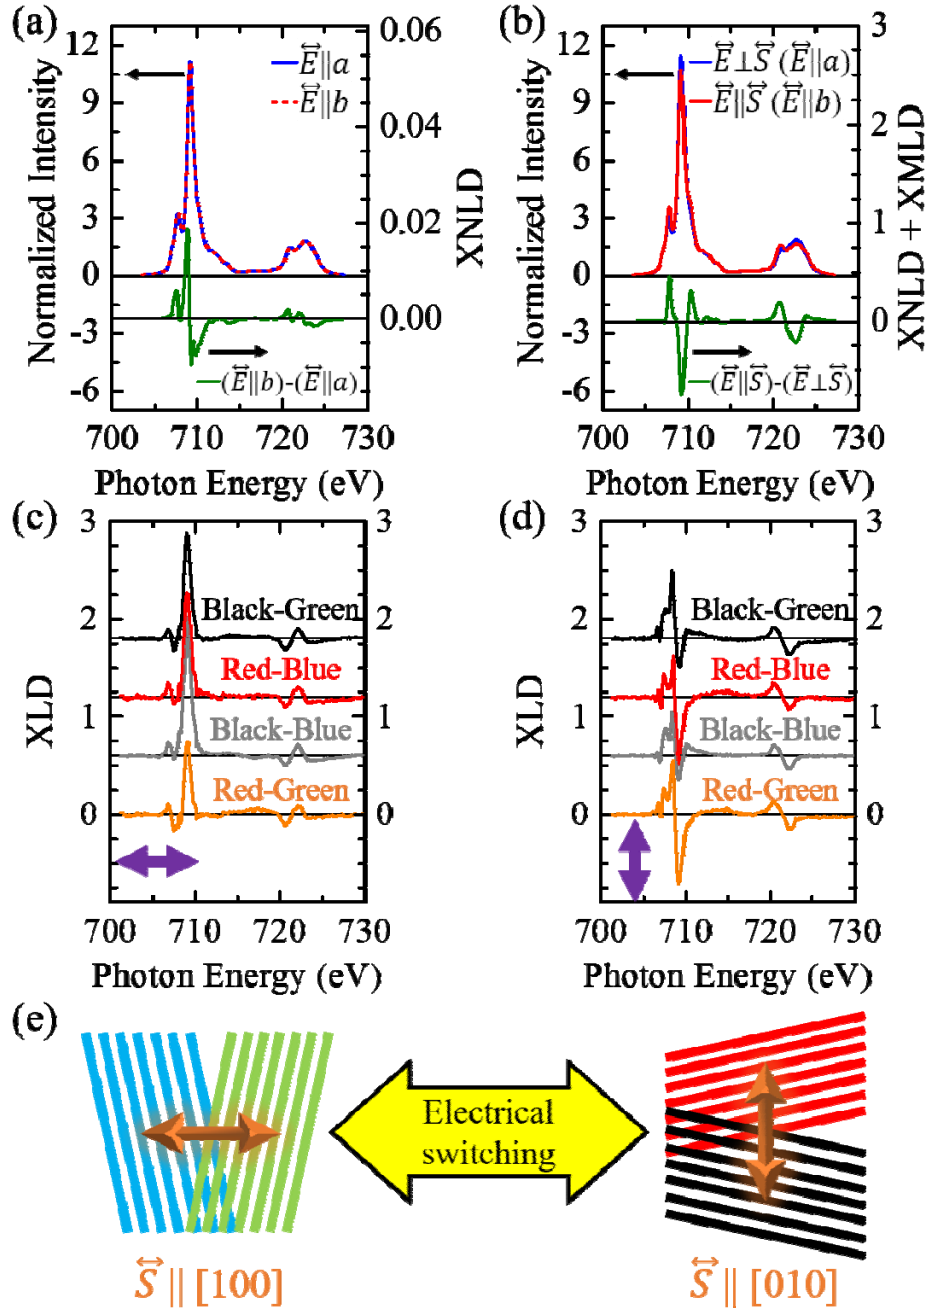 (a)
Normalized Intensity
12
9
6
3
0
-3
-6
E∥a
E∥b
0.06
0.04
0.02
0.00
XNLD
(E∥b)-(E∥a)
700 710 720 730
Photon Energy (eV)
(b)
Normalized Intensity
12
9
6
3
0
-3
-6
E⊥S (E∥a)
E∥S (E∥b)
3
2
1
0
XNLD + XMLD
(E∥S)-(E⊥S)
700 710 720 730
Photon Energy (eV)
(c)
XLD
3 3
2 2
1 1
0 0
Black-Green
Red-Blue
Black-Blue
Red-Green
700 710 720 730
Photon Energy (eV)
(d)
XLD
3 3
2 2
1 1
0 0
Black-Green
Red-Blue
Black-Blue
Red-Green
700 710 720 730
Photon Energy (eV)
(e)
Electrical
switching
S ∥ [100]
S ∥ [010]